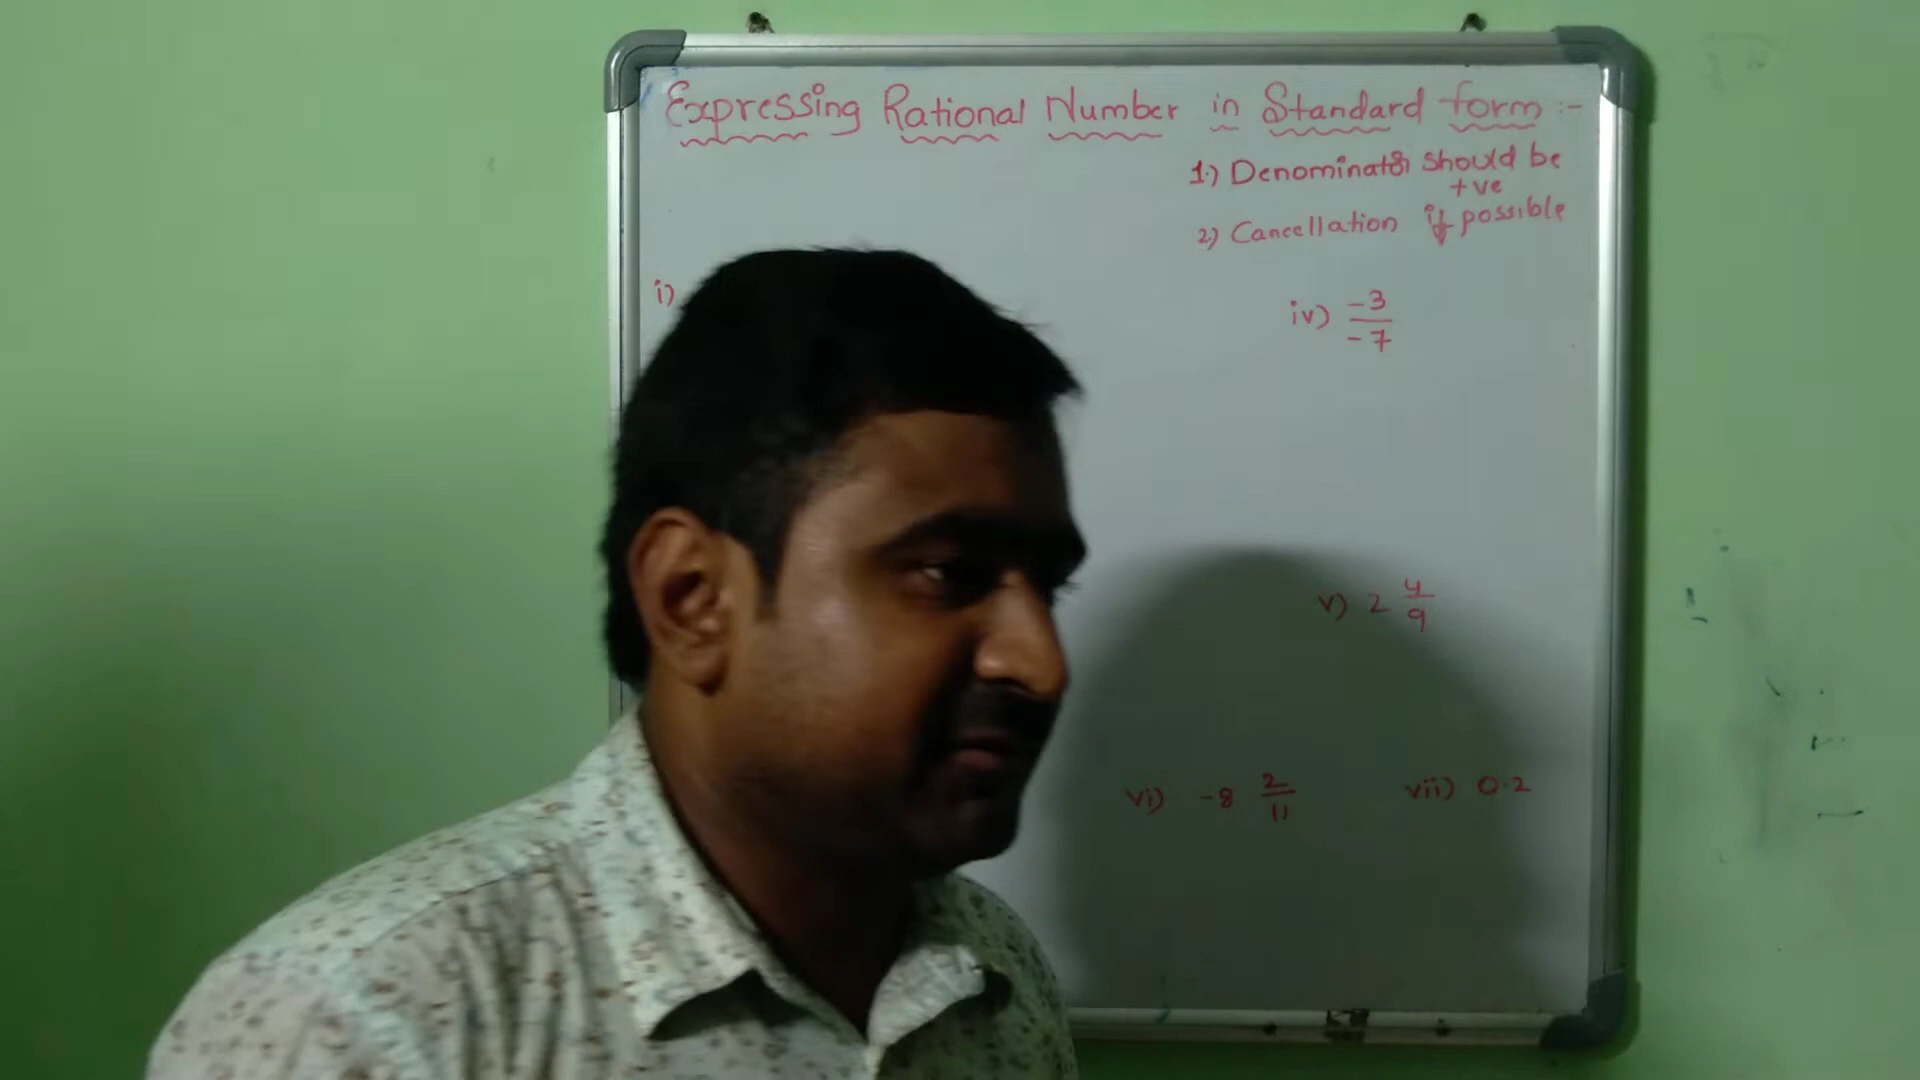 Expressing Rational Number in Standard form :-
1.) Denominator should be
+ve
2.) Cancellation if possible
i)
iv) -3/-7
v) 2 4/9
vi) -8 2/11
vii) 0.2